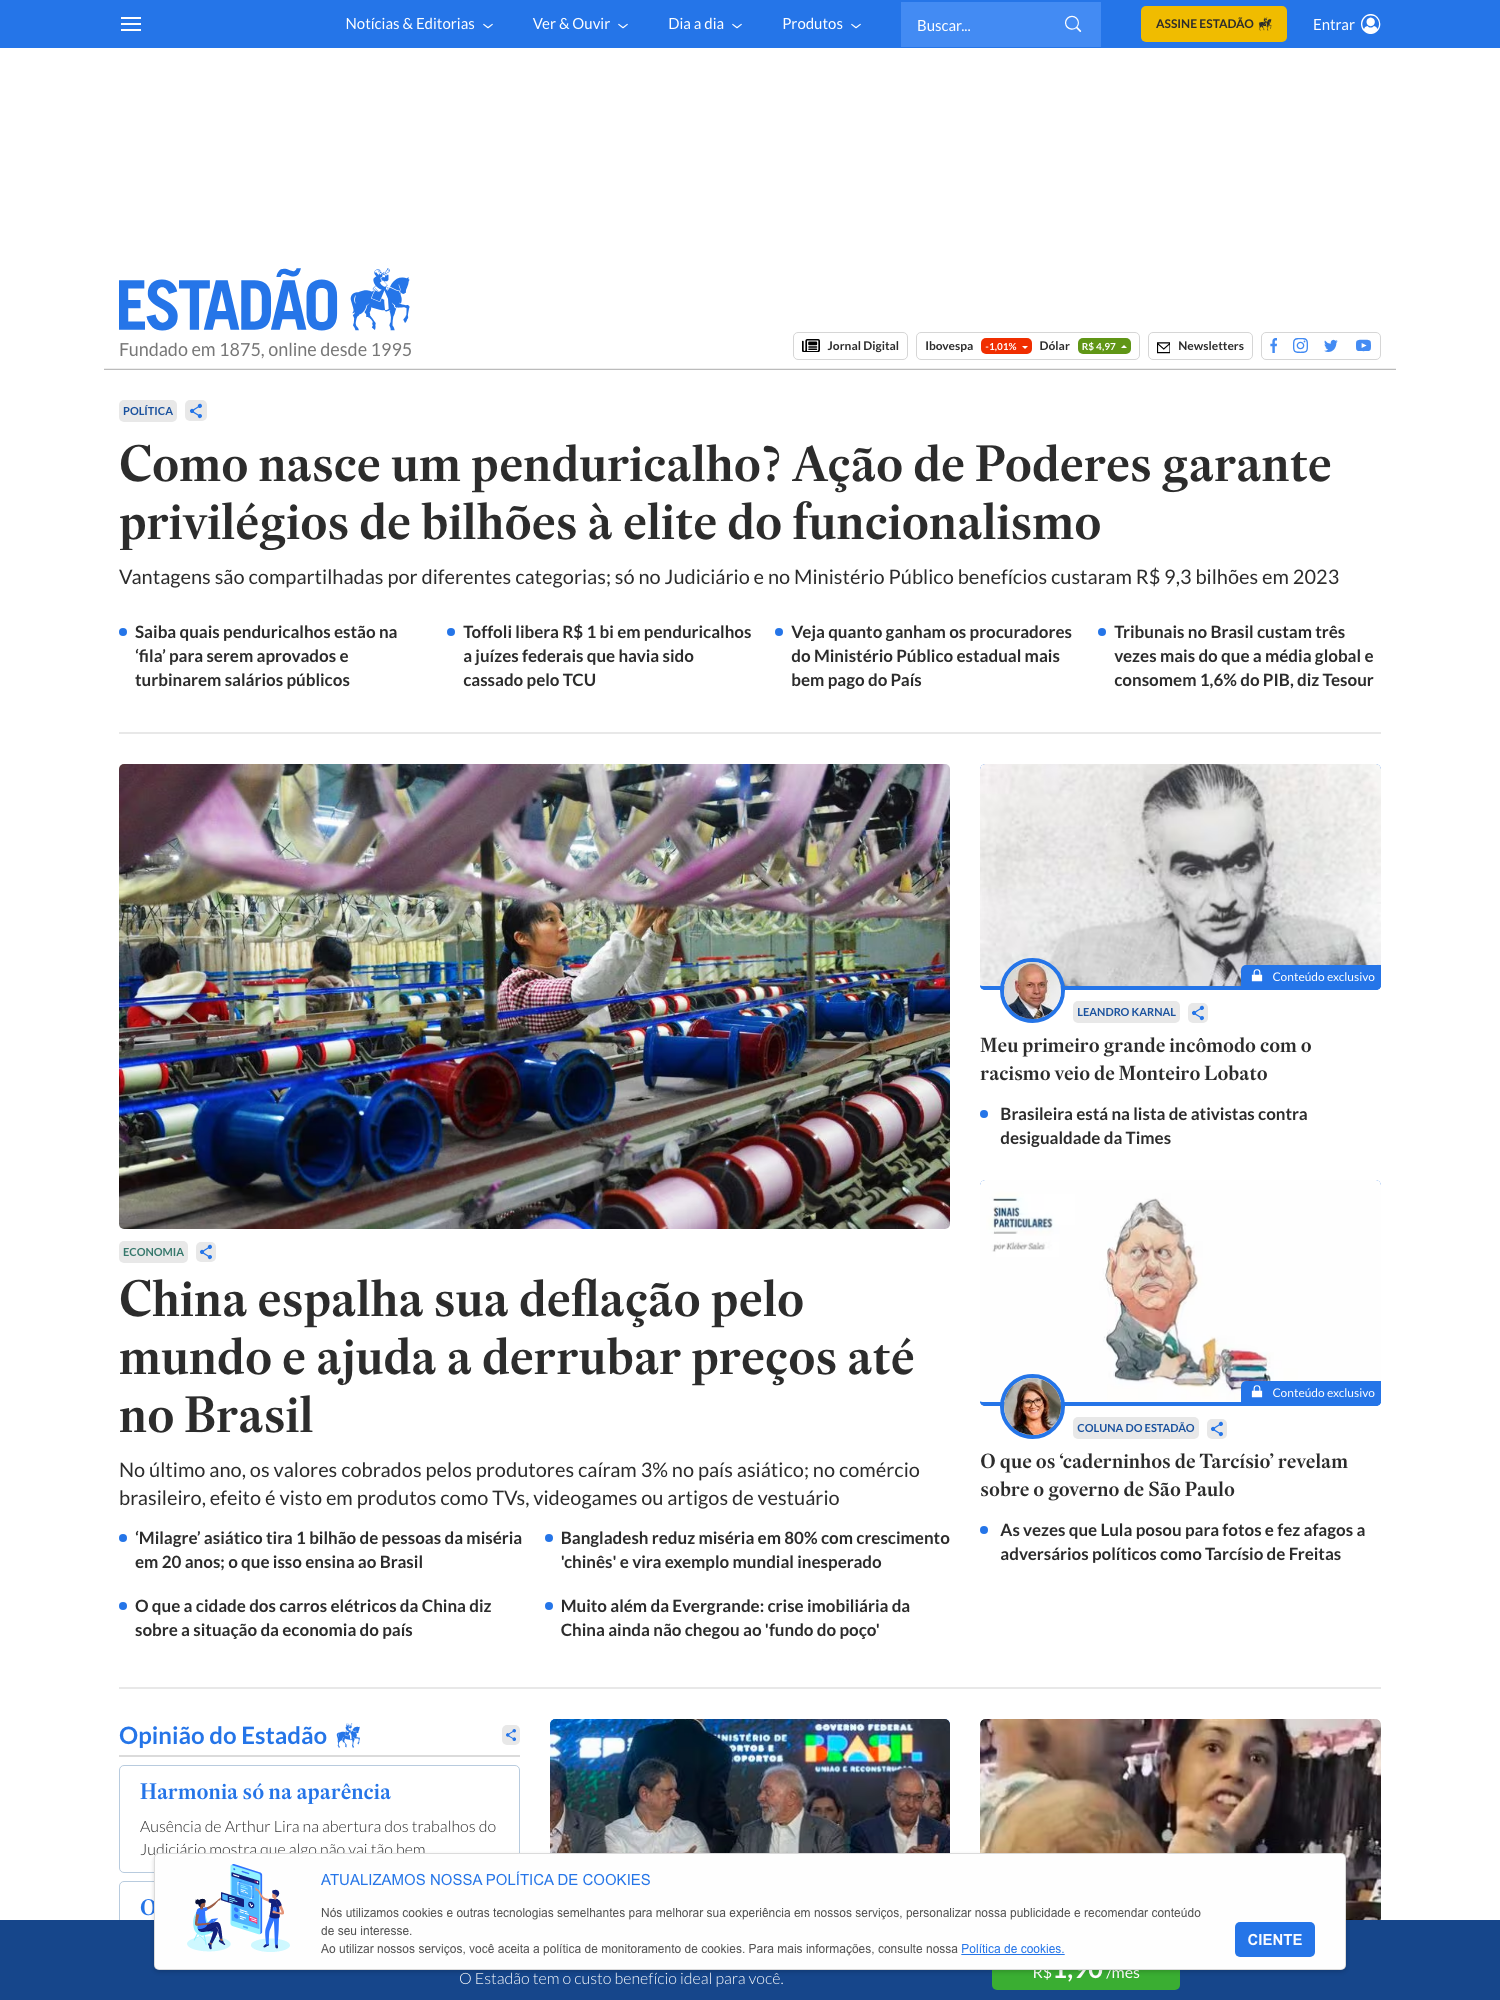 Notícias & Editorias
Ver & Ouvir
Dia a dia
Produtos
Buscar...
ASSINE ESTADÃO
Entrar
ESTADÃO
Fundado em 1875, online desde 1995
Jornal Digital
Ibovespa -1,01% Dólar R$ 4,97
Newsletters
POLÍTICA
Como nasce um penduricalho? Ação de Poderes garante
privilégios de bilhões à elite do funcionalismo
Vantagens são compartilhadas por diferentes categorias; só no Judiciário e no Ministério Público benefícios custaram R$ 9,3 bilhões em 2023
Saiba quais penduricalhos estão na
‘fila’ para serem aprovados e
turbinarem salários públicos
Toffoli libera R$ 1 bi em penduricalhos
a juízes federais que havia sido
cassado pelo TCU
Veja quanto ganham os procuradores
do Ministério Público estadual mais
bem pago do País
Tribunais no Brasil custam três
vezes mais do que a média global e
consomem 1,6% do PIB, diz Tesour
ECONOMIA
China espalha sua deflação pelo
mundo e ajuda a derrubar preços até
no Brasil
No último ano, os valores cobrados pelos produtores caíram 3% no país asiático; no comércio
brasileiro, efeito é visto em produtos como TVs, videogames ou artigos de vestuário
‘Milagre’ asiático tira 1 bilhão de pessoas da miséria
em 20 anos; o que isso ensina ao Brasil
Bangladesh reduz miséria em 80% com crescimento
'chinês' e vira exemplo mundial inesperado
O que a cidade dos carros elétricos da China diz
sobre a situação da economia do país
Muito além da Evergrande: crise imobiliária da
China ainda não chegou ao 'fundo do poço'
Conteúdo exclusivo
LEANDRO KARNAL
Meu primeiro grande incômodo com o
racismo veio de Monteiro Lobato
Brasileira está na lista de ativistas contra
desigualdade da Times
SINAIS
PARTICULARES
por Kleber Sales
Conteúdo exclusivo
COLUNA DO ESTADÃO
O que os ‘caderninhos de Tarcísio’ revelam
sobre o governo de São Paulo
As vezes que Lula posou para fotos e fez afagos a
adversários políticos como Tarcísio de Freitas
Opinião do Estadão
Harmonia só na aparência
Ausência de Arthur Lira na abertura dos trabalhos do
Judiciário mostra que algo não vai tão bem
O
GOVERNO FEDERAL
BRASIL
UNIÃO E RECONSTRUÇÃO
ATUALIZAMOS NOSSA POLÍTICA DE COOKIES
Nós utilizamos cookies e outras tecnologias semelhantes para melhorar sua experiência em nossos serviços, personalizar nossa publicidade e recomendar conteúdo
de seu interesse.
Ao utilizar nossos serviços, você aceita a política de monitoramento de cookies. Para mais informações, consulte nossa Política de cookies.
CIENTE
O Estadão tem o custo benefício ideal para você.
R$ 1,90 /mês